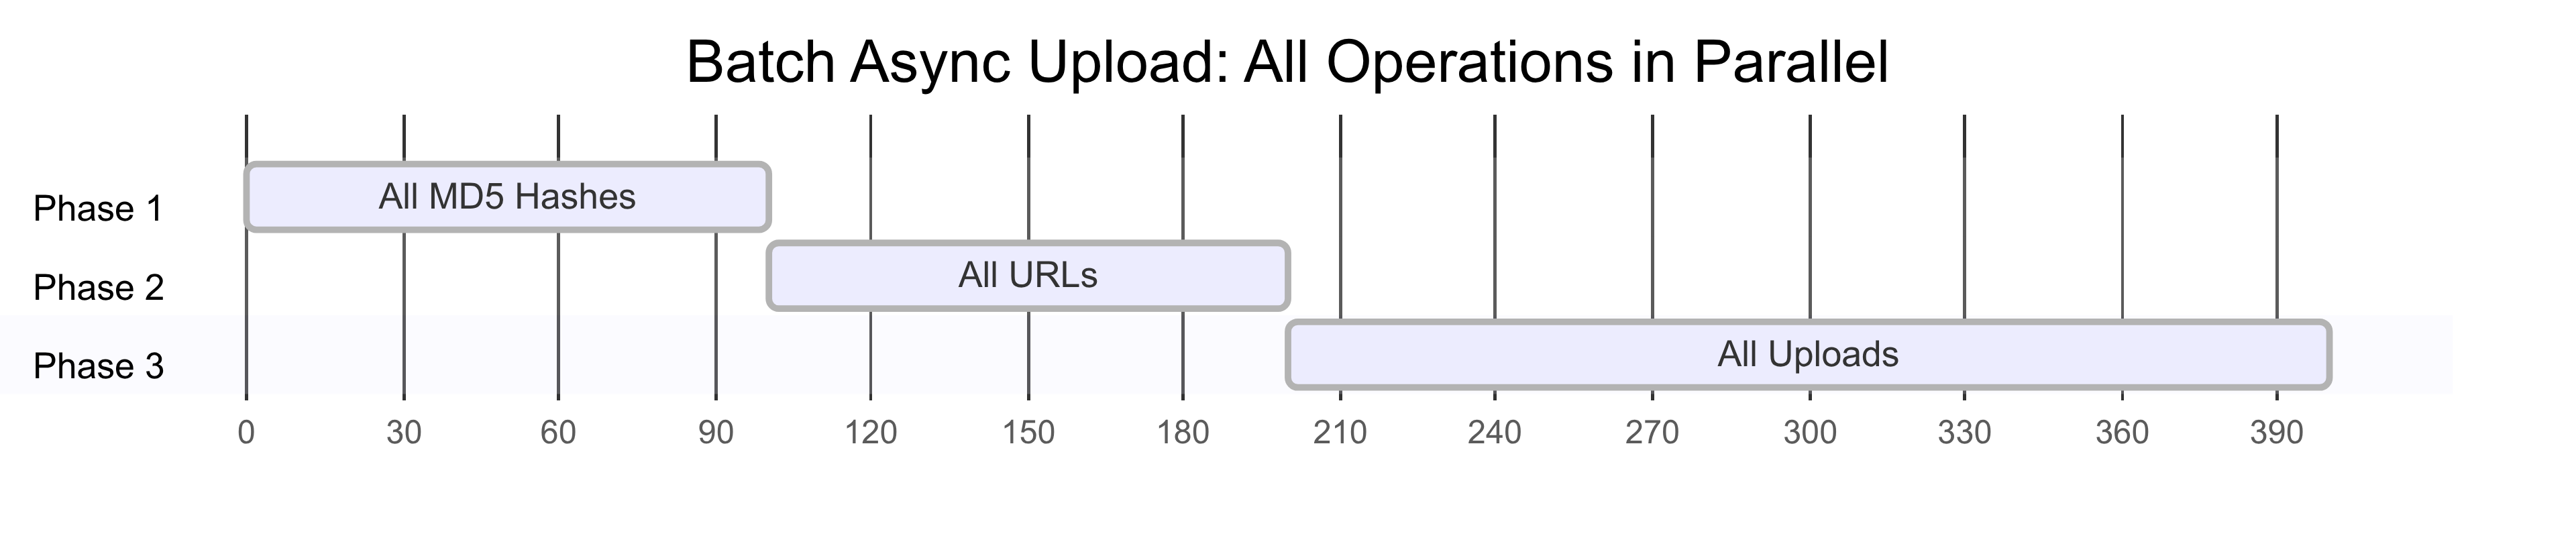 Batch Async Upload: All Operations in Parallel
Phase 1
All MD5 Hashes
Phase 2
All URLs
Phase 3
All Uploads
0 30 60 90 120 150 180 210 240 270 300 330 360 390